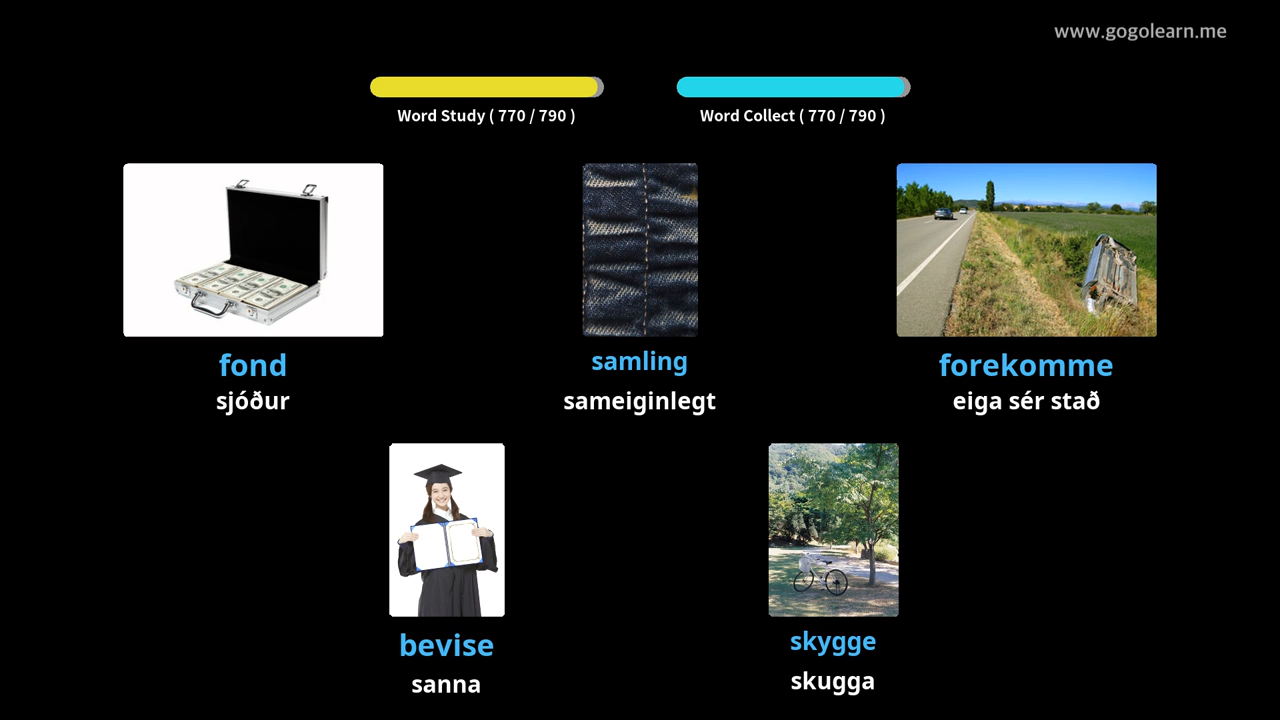 www.gogolearn.me
Word Study ( 770 / 790 )
Word Collect ( 770 / 790 )
fond
sjóður
samling
sameiginlegt
forekomme
eiga sér stað
bevise
sanna
skygge
skugga